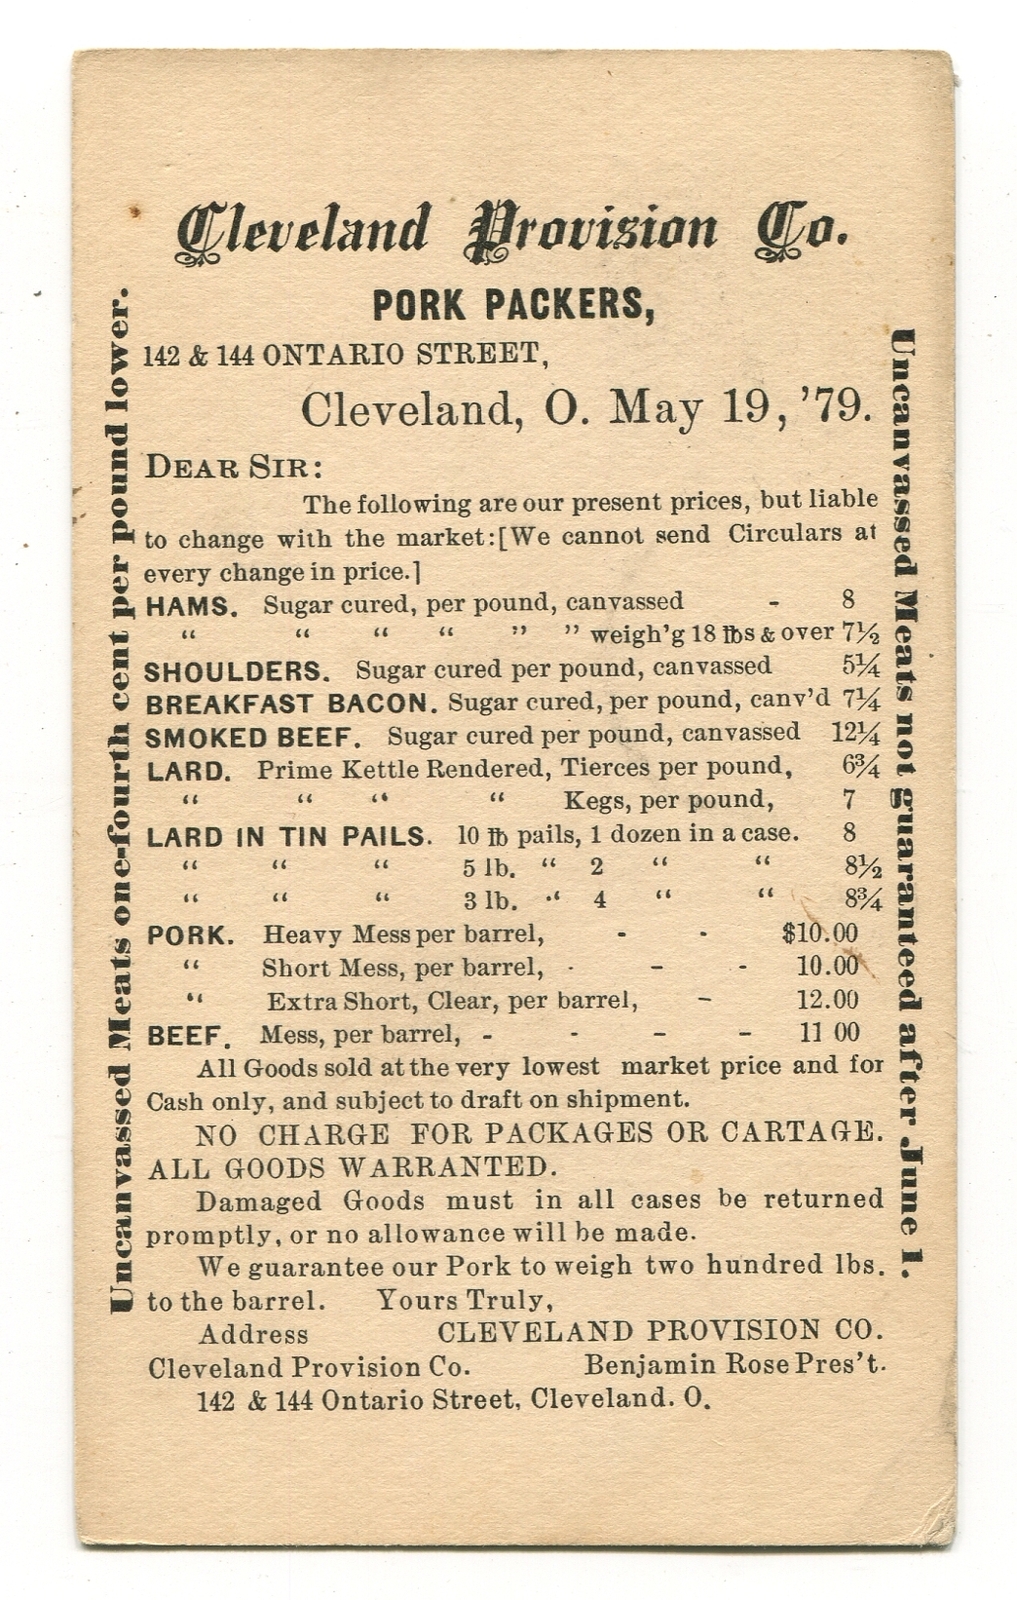 Cleveland Provision Co.
PORK PACKERS,
142 & 144 ONTARIO STREET,
Cleveland, O. May 19, '79.
DEAR SIR:
The following are our present prices, but liable
to change with the market:[We cannot send Circulars at
every change in price.]
HAMS. Sugar cured, per pound, canvassed - 8
“ “ “ “ ” ” weigh'g 18 lbs & over 7½
SHOULDERS. Sugar cured per pound, canvassed 5¼
BREAKFAST BACON. Sugar cured, per pound, canv'd 7¼
SMOKED BEEF. Sugar cured per pound, canvassed 12¼
LARD. Prime Kettle Rendered, Tierces per pound, 6¾
“ “ “ “ Kegs, per pound, 7
LARD IN TIN PAILS. 10 lb pails, 1 dozen in a case. 8
“ “ “ 5 lb. “ 2 “ “ 8½
“ “ “ 3 lb. “ 4 “ “ 8¾
PORK. Heavy Mess per barrel, - - $10.00
“ Short Mess, per barrel, - - - 10.00
“ Extra Short, Clear, per barrel, - 12.00
BEEF. Mess, per barrel, - - - - 11 00
All Goods sold at the very lowest market price and for
Cash only, and subject to draft on shipment.
NO CHARGE FOR PACKAGES OR CARTAGE.
ALL GOODS WARRANTED.
Damaged Goods must in all cases be returned
promptly, or no allowance will be made.
We guarantee our Pork to weigh two hundred lbs.
to the barrel. Yours Truly,
Address CLEVELAND PROVISION CO.
Cleveland Provision Co. Benjamin Rose Pres't.
142 & 144 Ontario Street, Cleveland. O.
Uncanvassed Meats one-fourth cent per pound lower.
Uncanvassed Meats not guaranteed after June 1.